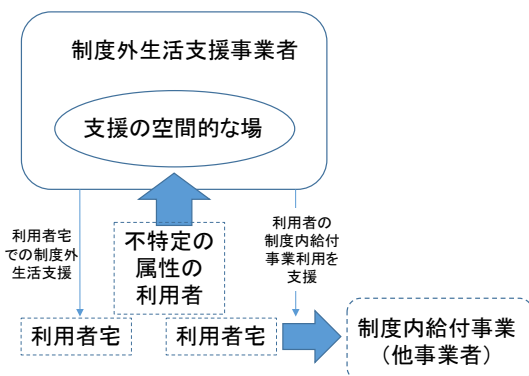 制度外生活支援事業者
支援の空間的な場
利用者宅
での制度外
生活支援
不特定の
属性の
利用者
利用者の
制度内給付
事業利用を
支援
利用者宅
利用者宅
制度内給付事業
（他事業者）